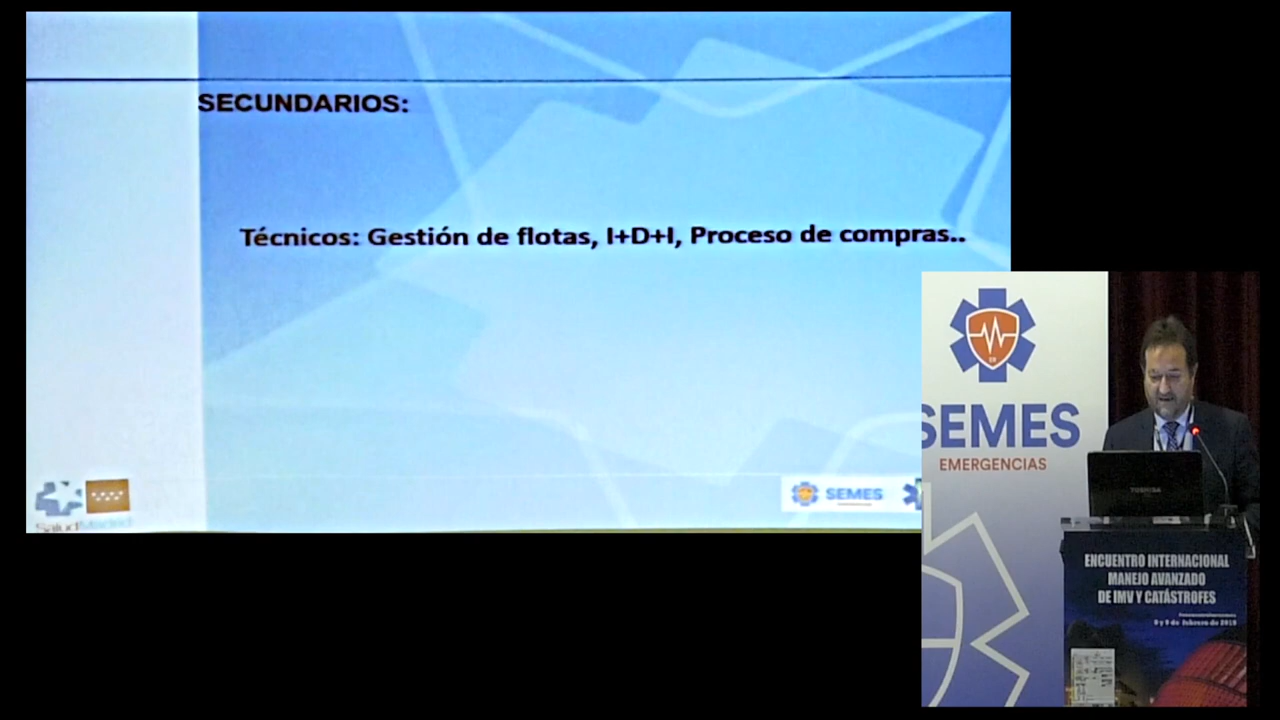 SECUNDARIOS:
Técnicos: Gestión de flotas, I+D+I, Proceso de compras..
SaludMadrid
SEMES
SEMES
EMERGENCIAS
TOSHIBA
ENCUENTRO INTERNACIONAL
MANEJO AVANZADO
DE IMV Y CATÁSTROFES